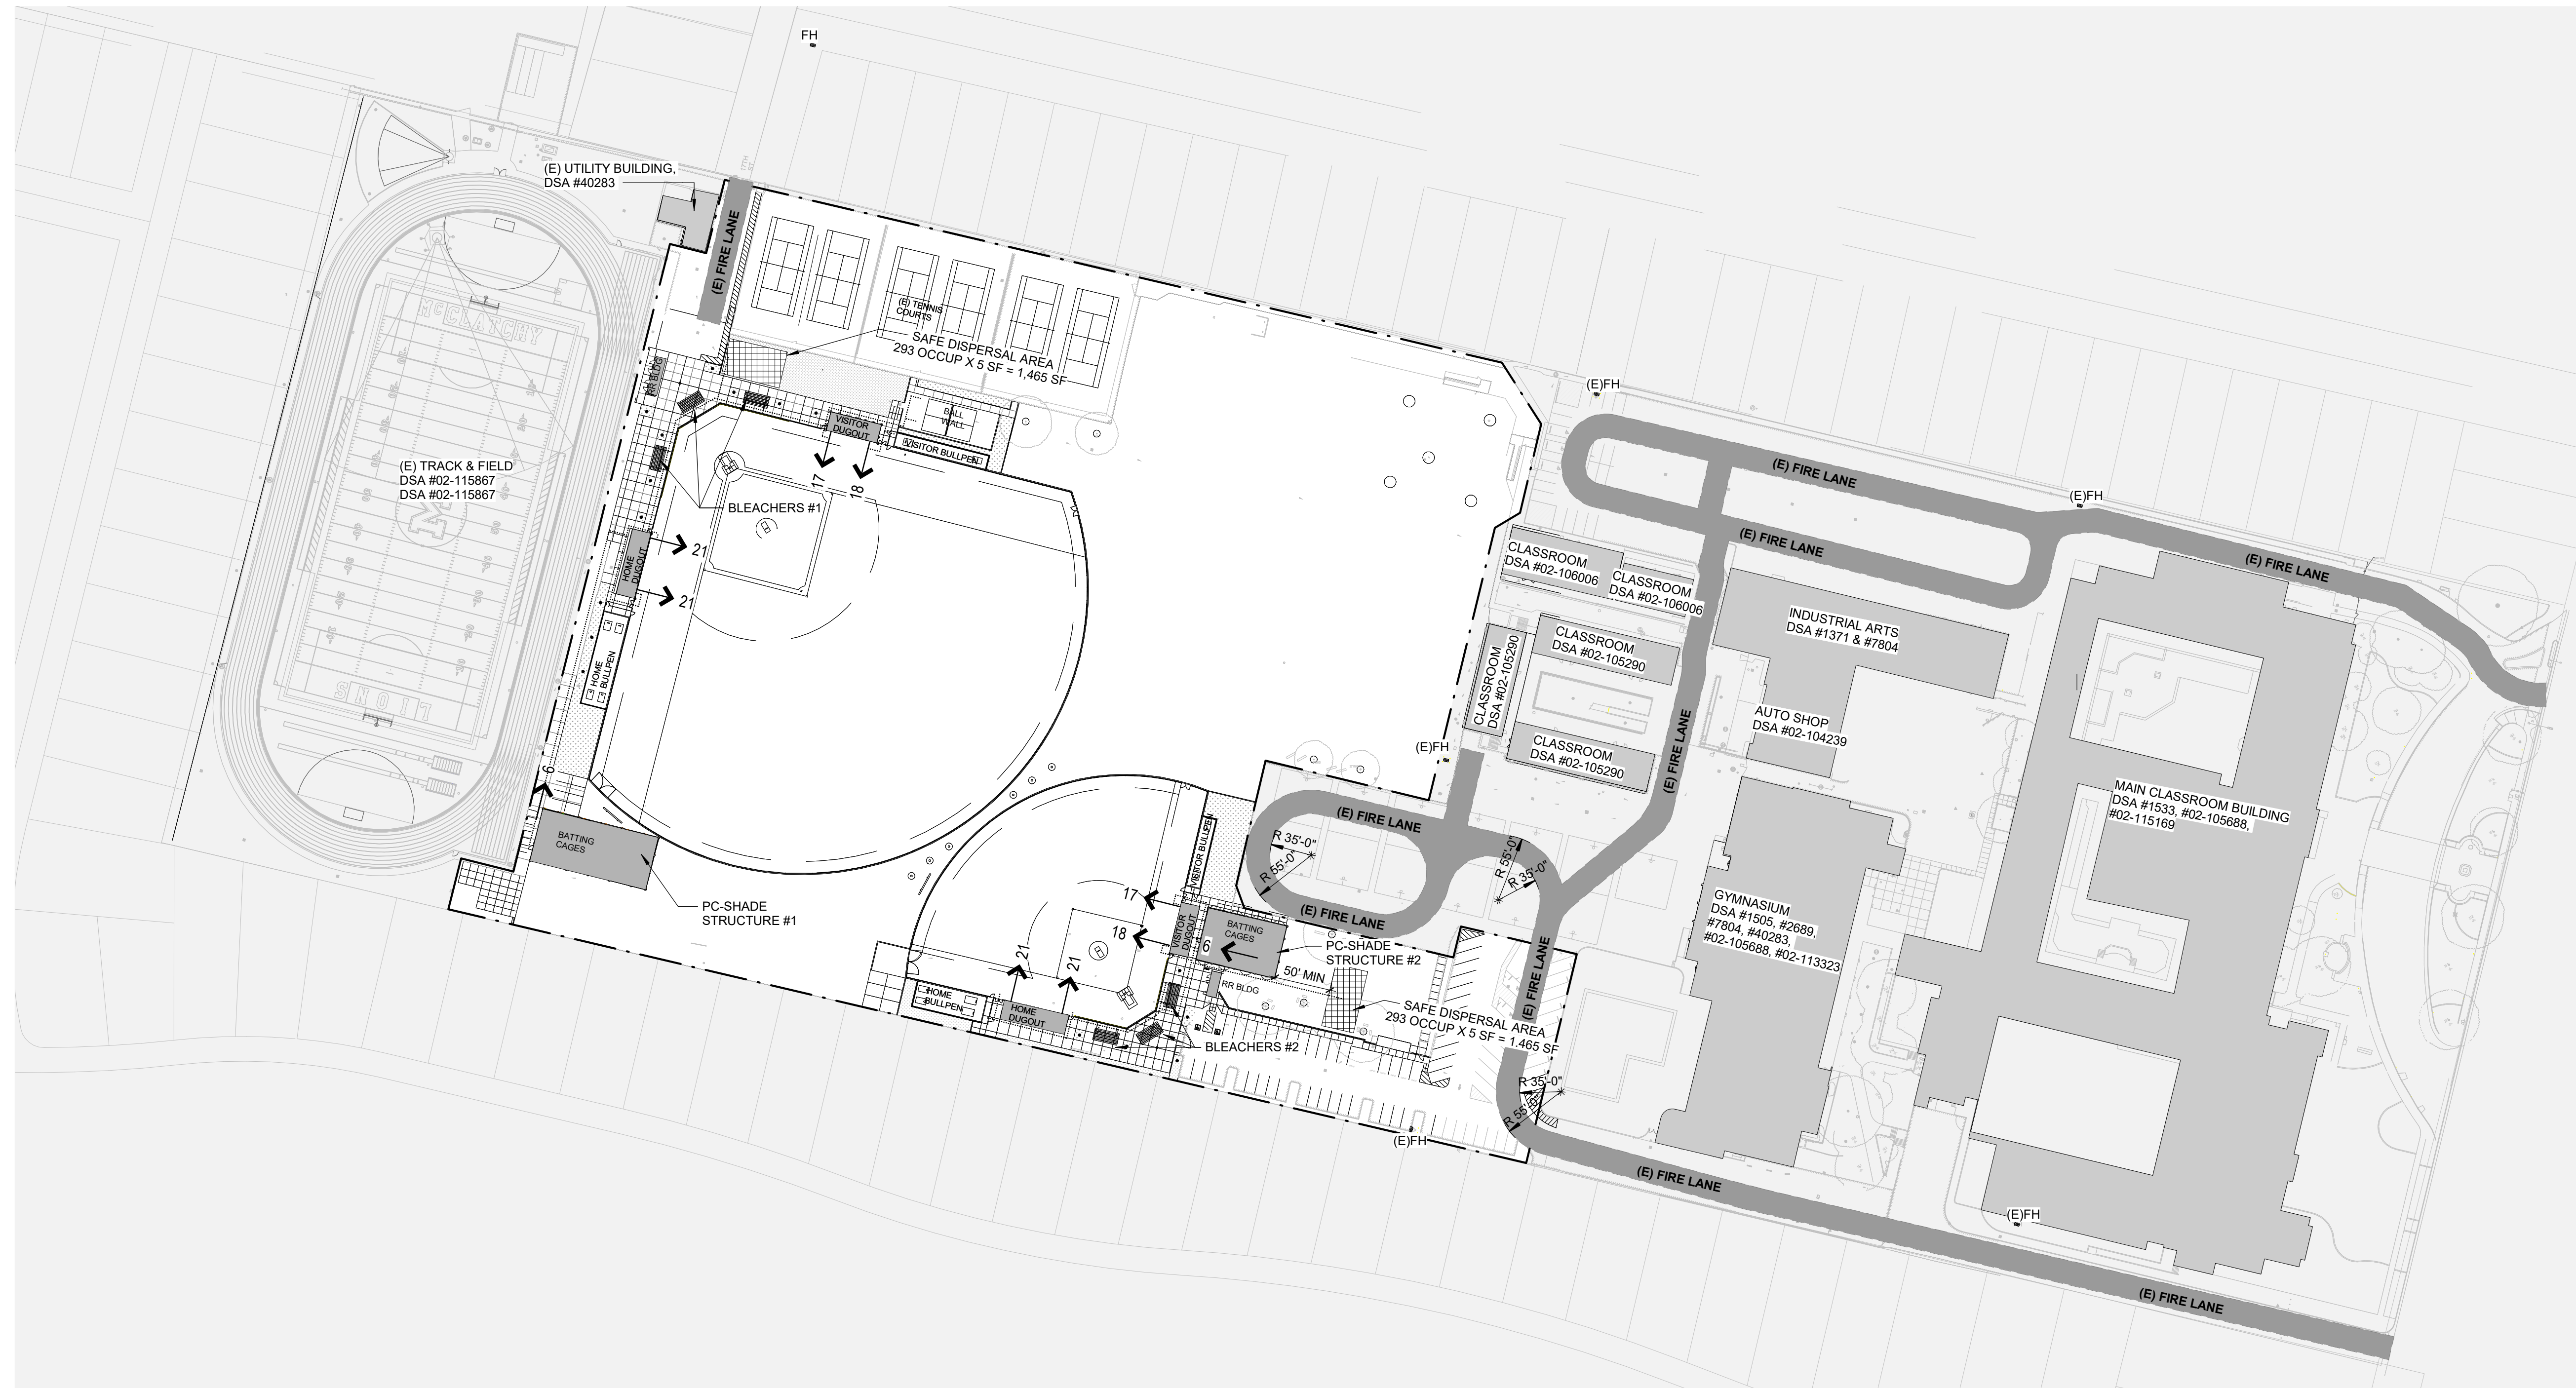 FH
(E) UTILITY BUILDING,
DSA #40283
17TH
ST.
(E) FIRE LANE
(E) TENNIS
COURTS
SAFE DISPERSAL AREA
293 OCCUP X 5 SF = 1,465 SF
McCLATCHY
RR BLDG
BALL
WALL
VISITOR
DUGOUT
VISITOR BULLPEN
17
18
(E) TRACK & FIELD
DSA #02-115867
DSA #02-115867
M
BLEACHERS #1
HOME
DUGOUT
21
21
HOME
BULLPEN
LIONS
6
BATTING
CAGES
PC-SHADE
STRUCTURE #1
(E)FH
(E) FIRE LANE
(E)FH
(E) FIRE LANE
(E) FIRE LANE
CLASSROOM
DSA #02-106006
CLASSROOM
DSA #02-106006
CLASSROOM
DSA #02-105290
CLASSROOM
DSA #02-105290
CLASSROOM
DSA #02-105290
INDUSTRIAL ARTS
DSA #1371 & #7804
AUTO SHOP
DSA #02-104239
(E) FIRE LANE
(E)FH
MAIN CLASSROOM BUILDING
DSA #1533, #02-105688,
#02-115169
(E) FIRE LANE
R 35'-0"
R 55'-0"
R 55'-0"
R 35'-0"
(E) FIRE LANE
VISITOR BULLPEN
17
18
VISITOR
DUGOUT
BATTING
CAGES
6
PC-SHADE
STRUCTURE #2
50' MIN
RR BLDG
GYMNASIUM
DSA #1505, #2689,
#7804, #40283,
#02-105688, #02-113323
(E) FIRE LANE
21
21
HOME
BULLPEN
HOME
DUGOUT
SAFE DISPERSAL AREA
293 OCCUP X 5 SF = 1,465 SF
BLEACHERS #2
R 35'-0"
R 55'-0"
(E)FH
(E) FIRE LANE
(E)FH
(E) FIRE LANE